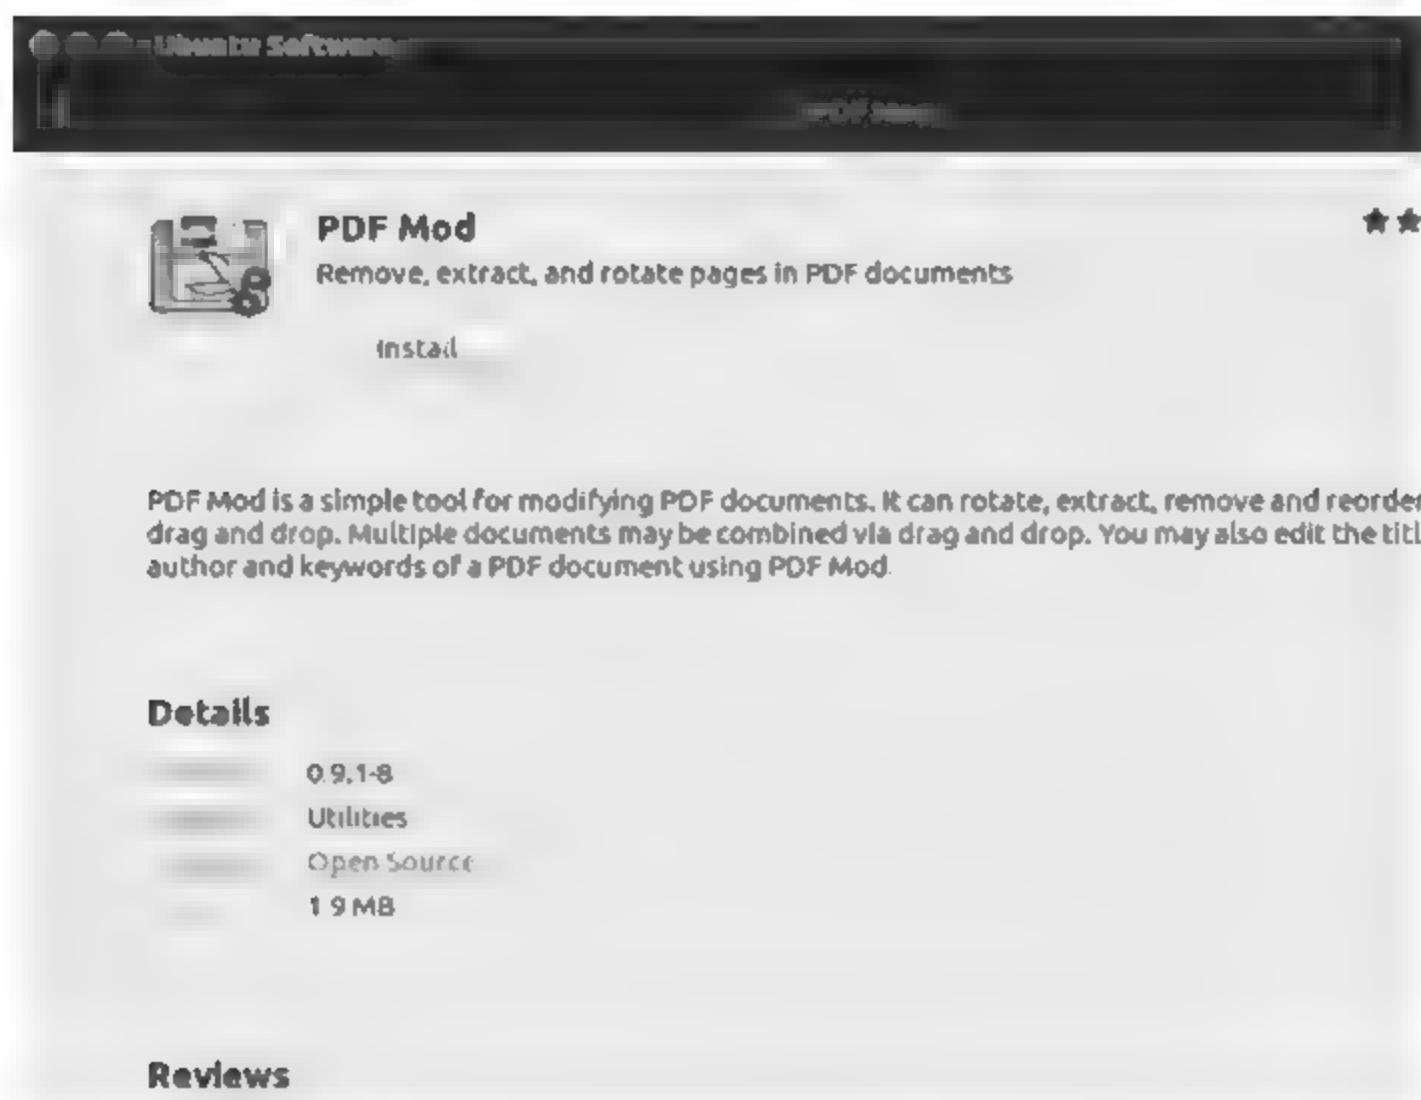 Ubuntu Software
PDF Mod
Remove, extract, and rotate pages in PDF documents
Install
PDF Mod is a simple tool for modifying PDF documents. It can rotate, extract, remove and reorder
drag and drop. Multiple documents may be combined via drag and drop. You may also edit the titl
author and keywords of a PDF document using PDF Mod.
Details
0.9.1-8
Utilities
Open Source
1.9 MB
Reviews